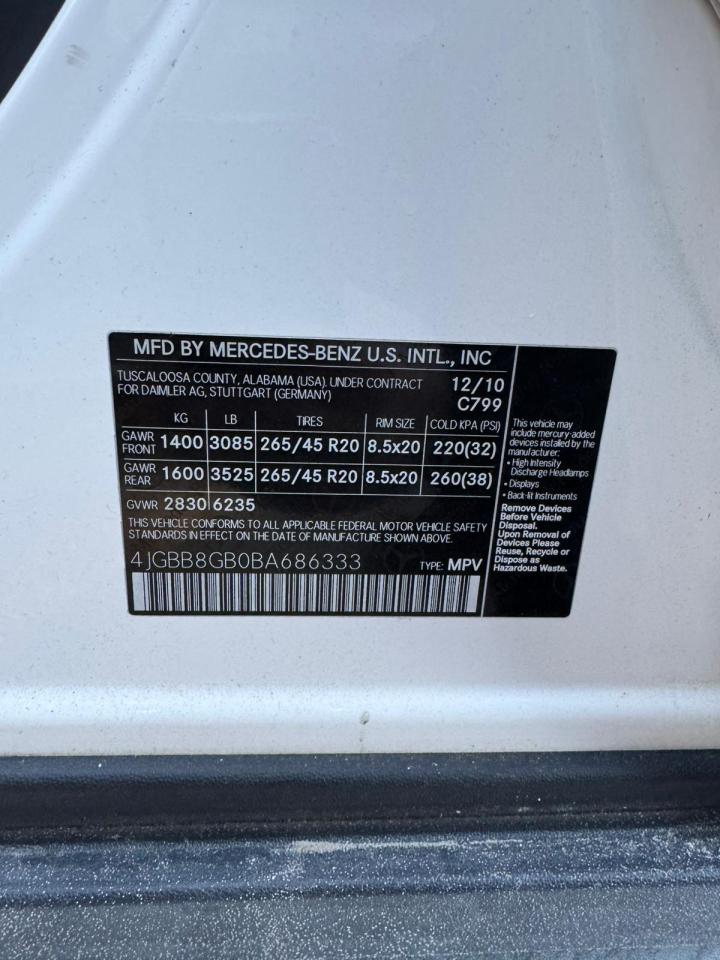 MFD BY MERCEDES-BENZ U.S. INTL., INC
TUSCALOOSA COUNTY, ALABAMA (USA). UNDER CONTRACT
FOR DAIMLER AG, STUTTGART (GERMANY)
12/10
C799
KG LB TIRES RIM SIZE COLD KPA (PSI)
GAWR
FRONT 1400 3085 265/45 R20 8.5x20 220(32)
GAWR
REAR 1600 3525 265/45 R20 8.5x20 260(38)
GVWR 2830 6235
THIS VEHICLE CONFORMS TO ALL APPLICABLE FEDERAL MOTOR VEHICLE SAFETY
STANDARDS IN EFFECT ON THE DATE OF MANUFACTURE SHOWN ABOVE.
4JGBB8GB0BA686333 TYPE: MPV
This vehicle may
include mercury-added
devices installed by the
manufacturer:
• High Intensity
Discharge Headlamps
• Displays
• Back-lit Instruments
Remove Devices
Before Vehicle
Disposal.
Upon Removal of
Devices Please
Reuse, Recycle or
Dispose as
Hazardous Waste.